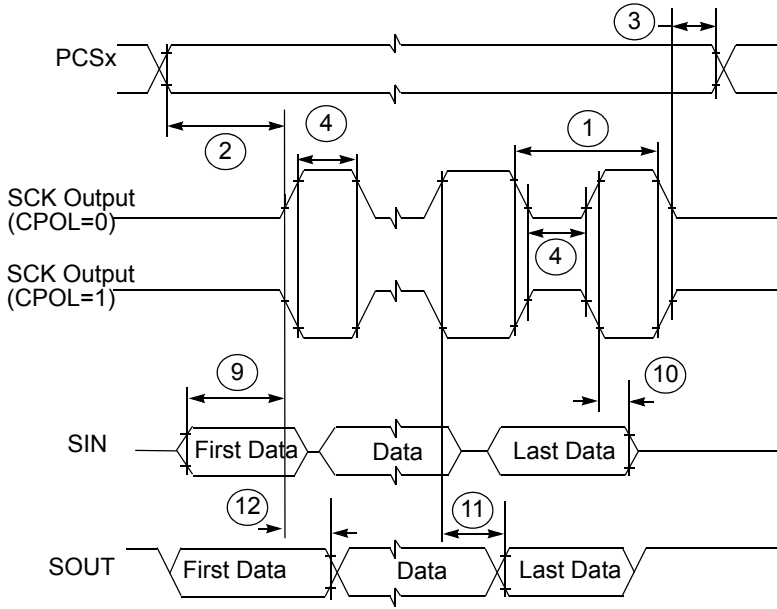 3
PCSx
2
4
1
SCK Output
(CPOL=0)
4
SCK Output
(CPOL=1)
9
10
SIN
First Data
Data
Last Data
12
11
SOUT
First Data
Data
Last Data